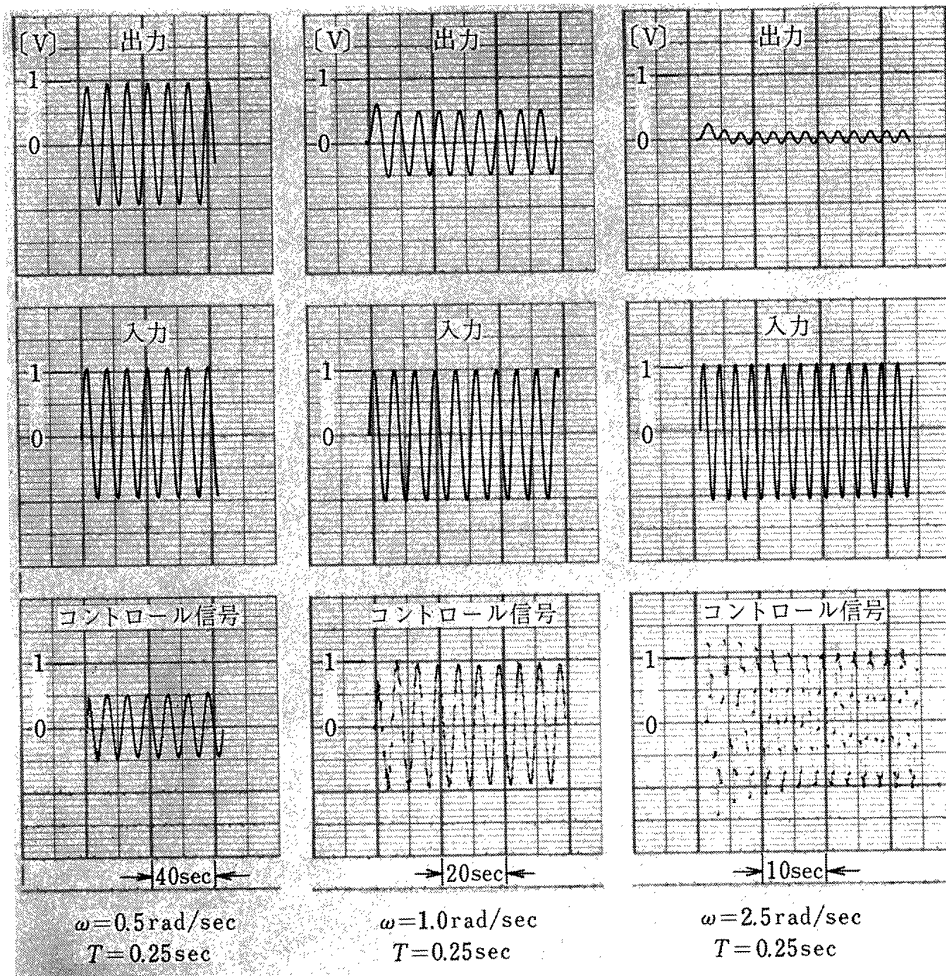 〔V〕 出力
1
0
〔V〕 出力
1
0
〔V〕 出力
1
0
入力
1
0
入力
1
0
入力
1
0
コントロール信号
1
0
コントロール信号
1
0
コントロール信号
1
0
40sec
20sec
10sec
ω=0.5rad/sec
T=0.25sec
ω=1.0rad/sec
T=0.25sec
ω=2.5rad/sec
T=0.25sec